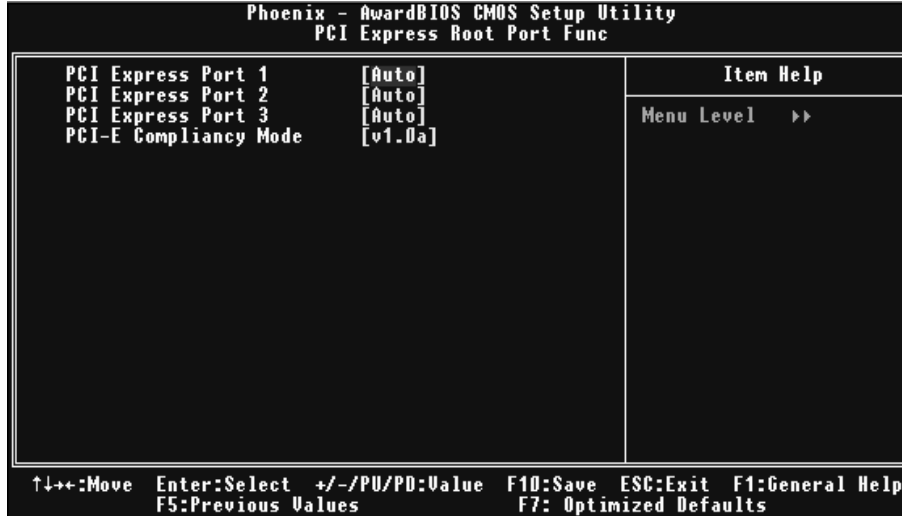 Phoenix - AwardBIOS CMOS Setup Utility
PCI Express Root Port Func
PCI Express Port 1 [Auto]
PCI Express Port 2 [Auto]
PCI Express Port 3 [Auto]
PCI-E Compliancy Mode [v1.0a]
Item Help
Menu Level ▸▸
↑↓→←:Move Enter:Select +/-/PU/PD:Value F10:Save ESC:Exit F1:General Help
F5:Previous Values F7: Optimized Defaults